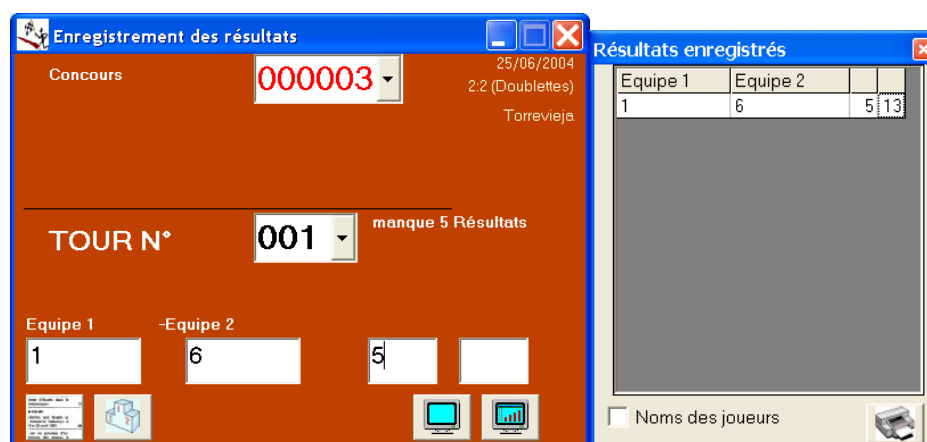 Enregistrement des résultats
Concours
000003
25/06/2004
2:2 (Doublettes)
Torrevieja
TOUR N°
001
manque 5 Résultats
Equipe 1
-Equipe 2
1
6
5
Résultats enregistrés
Equipe 1 Equipe 2
1 6 5 13
Noms des joueurs